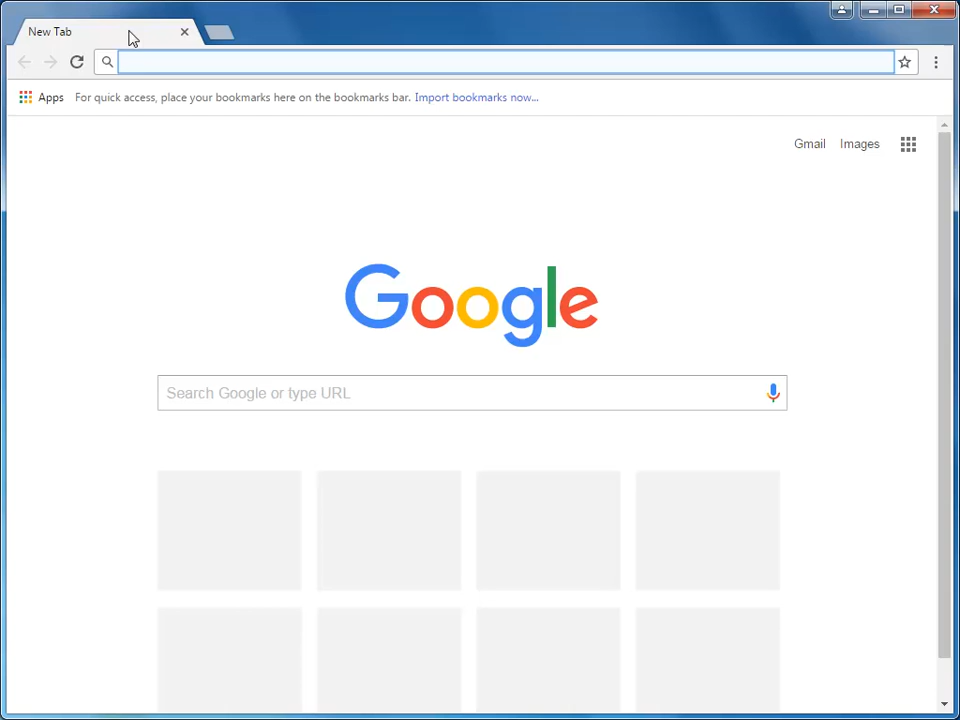 New Tab
Apps For quick access, place your bookmarks here on the bookmarks bar. Import bookmarks now...
Gmail Images
Google
Search Google or type URL